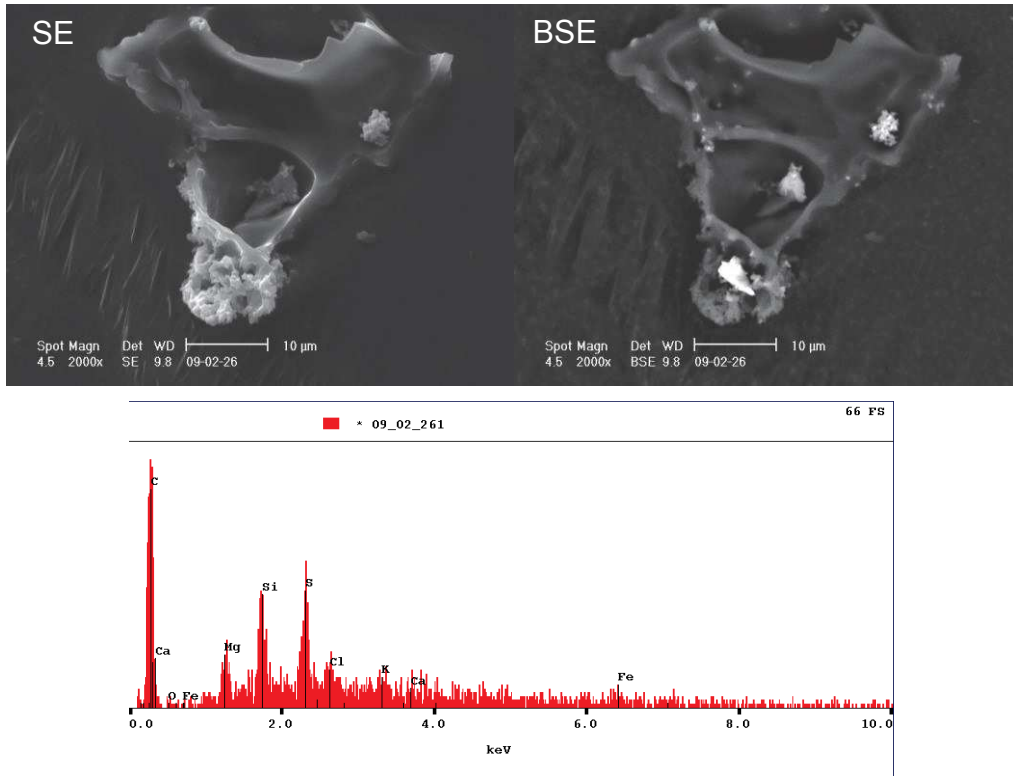 SE
BSE
Spot Magn Det WD 10 µm
4.5 2000x SE 9.8 09-02-26
Spot Magn Det WD 10 µm
4.5 2000x BSE 9.8 09-02-26
66 FS
* 09_02_261
C
Ca
O Fe
Mg
Si
S
Cl
K
Ca
Fe
0.0 2.0 4.0 6.0 8.0 10.0
keV